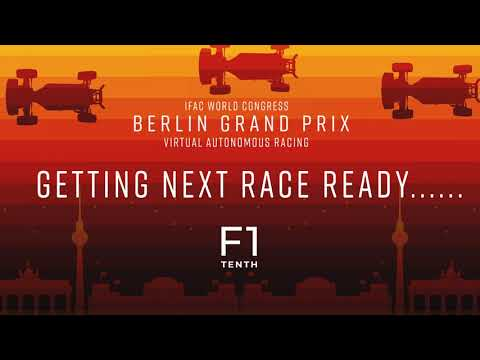 IFAC WORLD CONGRESS
BERLIN GRAND PRIX
VIRTUAL AUTONOMOUS RACING
GETTING NEXT RACE READY......
F1
TENTH